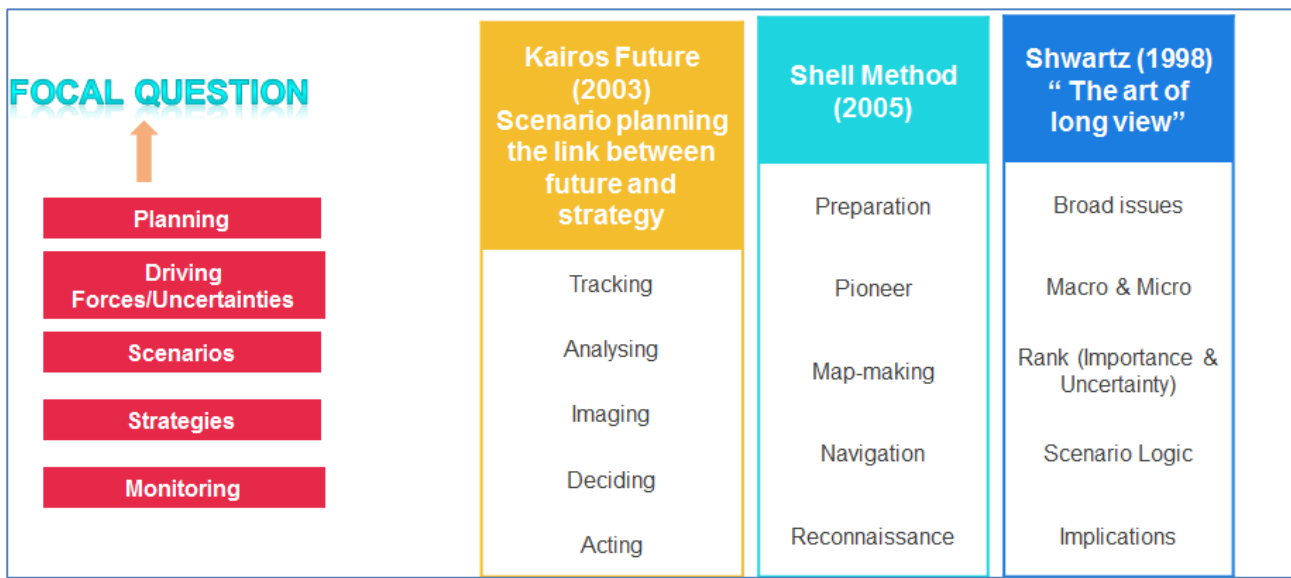 FOCAL QUESTION
Planning
Driving
Forces/Uncertainties
Scenarios
Strategies
Monitoring
Kairos Future
(2003)
Scenario planning
the link between
future and
strategy
Tracking
Analysing
Imaging
Deciding
Acting
Shell Method
(2005)
Preparation
Pioneer
Map-making
Navigation
Reconnaissance
Shwartz (1998)
“ The art of
long view”
Broad issues
Macro & Micro
Rank (Importance &
Uncertainty)
Scenario Logic
Implications